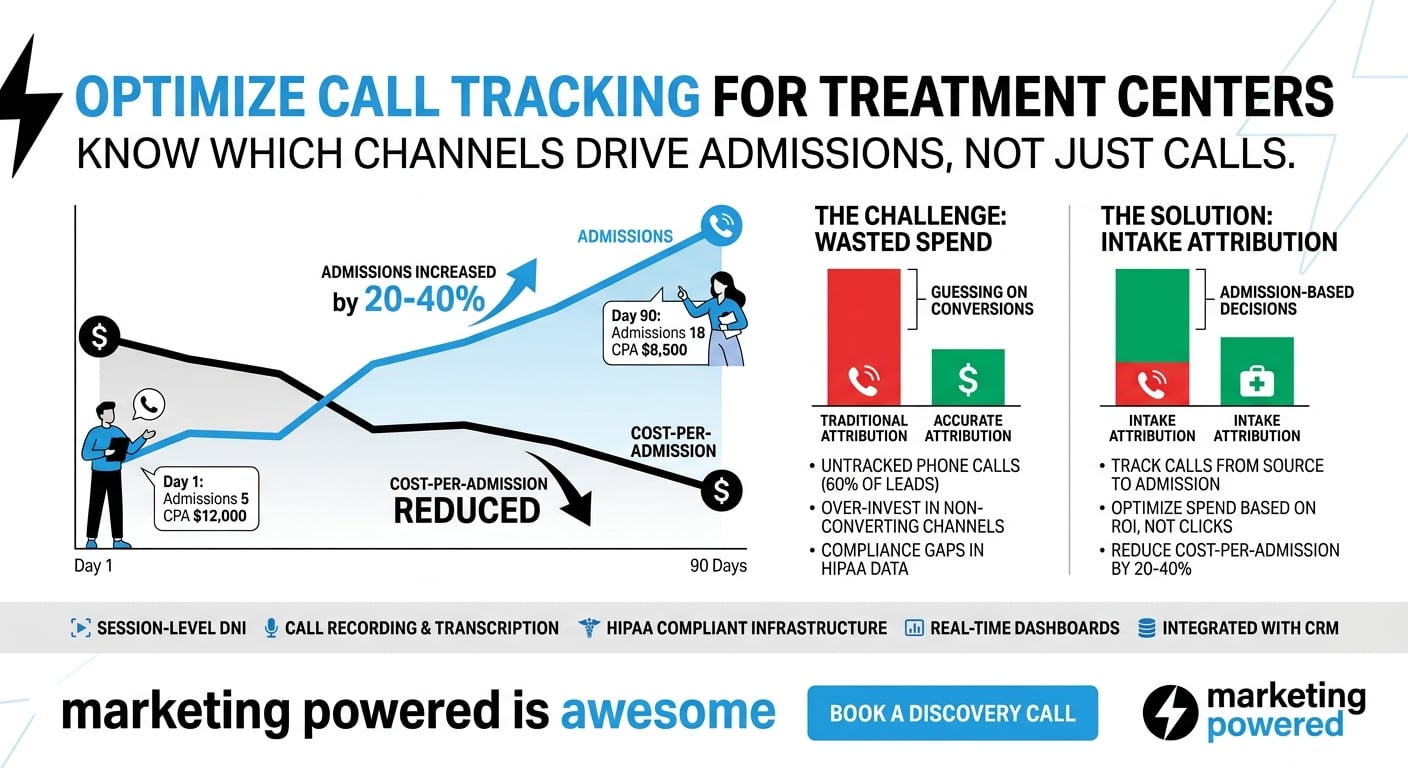 OPTIMIZE CALL TRACKING FOR TREATMENT CENTERS
KNOW WHICH CHANNELS DRIVE ADMISSIONS, NOT JUST CALLS.
ADMISSIONS
ADMISSIONS INCREASED
by 20-40%
Day 90:
Admissions 18
CPA $8,500
$
Day 1:
Admissions 5
CPA $12,000
COST-PER-ADMISSION
REDUCED
COST-PER-
ADMISSION
$
Day 1
90 Days
THE CHALLENGE:
WASTED SPEND
GUESSING ON
CONVERSIONS
$
TRADITIONAL
ATTRIBUTION
ACCURATE
ATTRIBUTION
• UNTRACKED PHONE CALLS
(60% OF LEADS)
• OVER-INVEST IN NON-
CONVERTING CHANNELS
• COMPLIANCE GAPS IN
HIPAA DATA
THE SOLUTION:
INTAKE ATTRIBUTION
ADMISSION-BASED
DECISIONS
INTAKE
ATTRIBUTION
INTAKE
ATTRIBUTION
• TRACK CALLS FROM SOURCE
TO ADMISSION
• OPTIMIZE SPEND BASED ON
ROI, NOT CLICKS
• REDUCE COST-PER-ADMISSION
BY 20-40%
SESSION-LEVEL DNI
CALL RECORDING & TRANSCRIPTION
HIPAA COMPLIANT INFRASTRUCTURE
REAL-TIME DASHBOARDS
INTEGRATED WITH CRM
marketing powered is awesome
BOOK A DISCOVERY CALL
marketing
powered